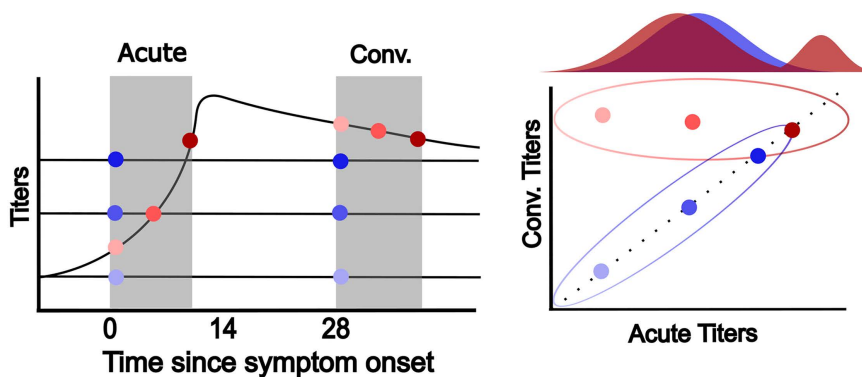 Acute
Conv.
Titers
0 14 28
Time since symptom onset
Conv. Titers
Acute Titers